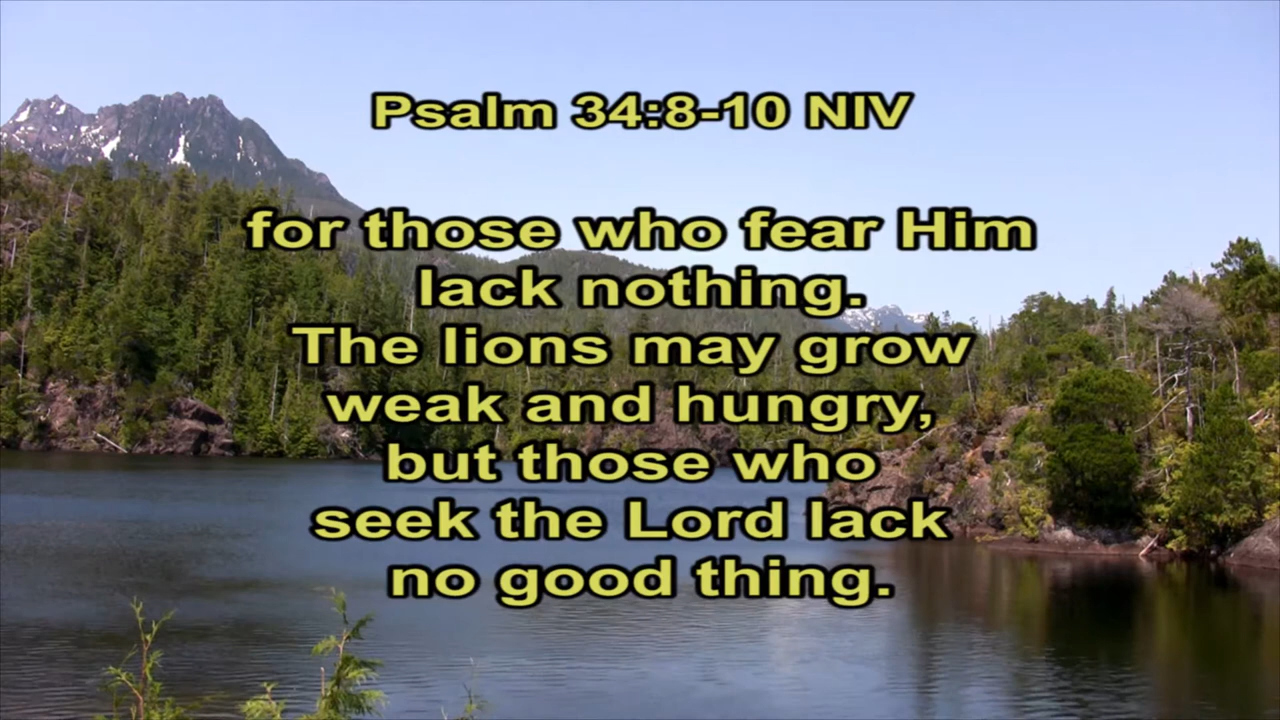 Psalm 34:8-10 NIV
for those who fear Him
lack nothing.
The lions may grow
weak and hungry,
but those who
seek the Lord lack
no good thing.